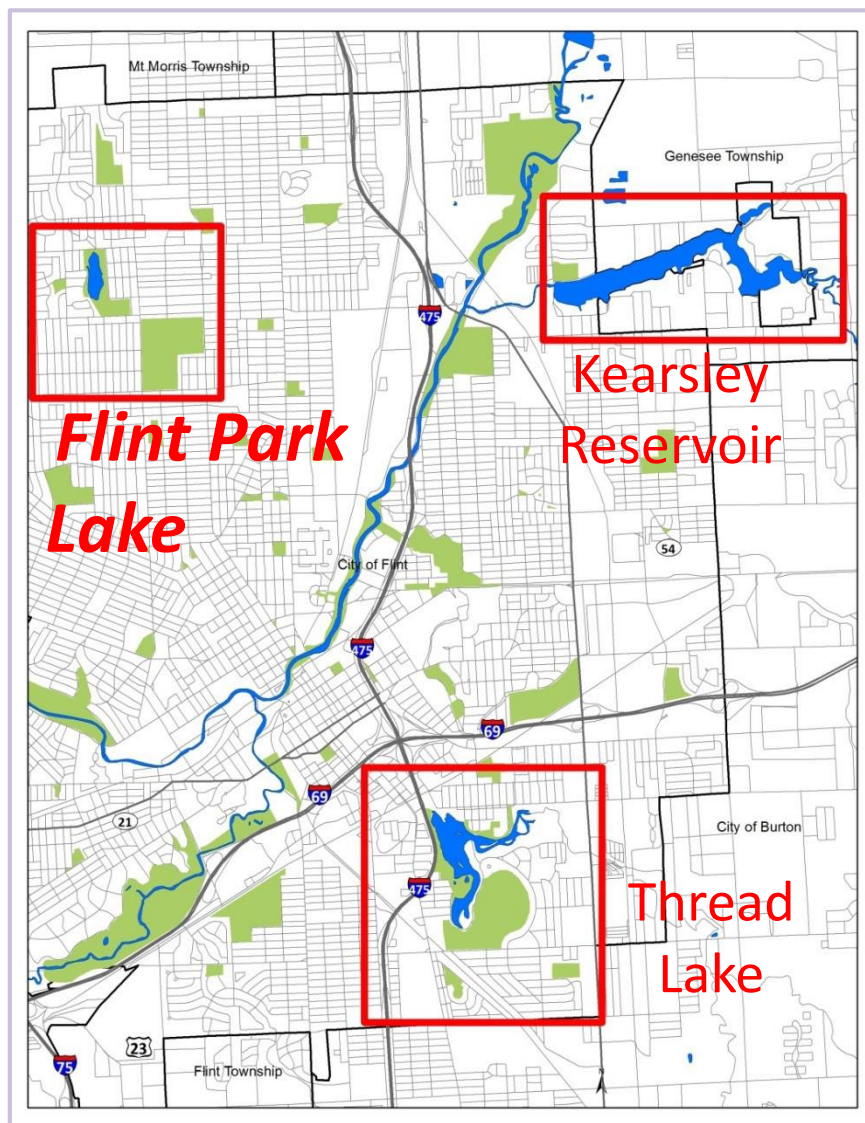 Mt Morris Township
Genesee Township
475
Kearsley
Reservoir
Flint Park
Lake
54
City of Flint
475
69
69
21
City of Burton
475
Thread
Lake
23
75
Flint Township
N